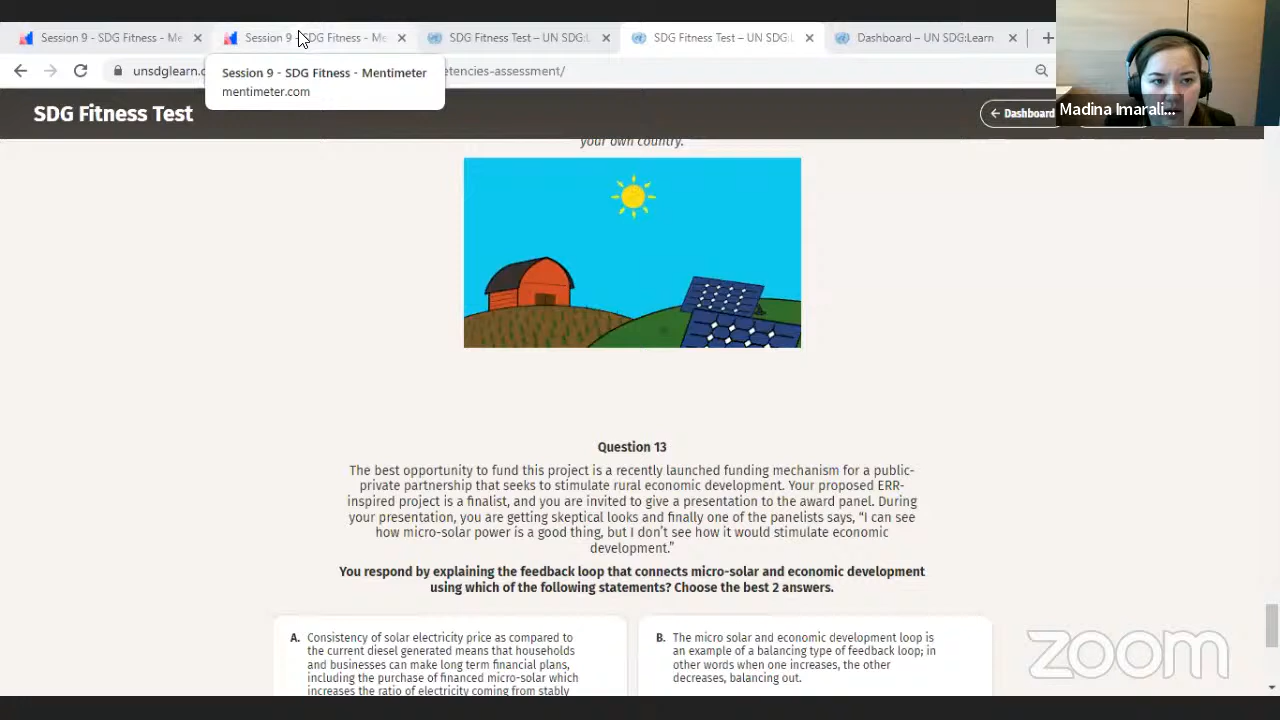 Session 9 - SDG Fitness - Me
Session 9 - SDG Fitness - Me
SDG Fitness Test – UN SDG:L
SDG Fitness Test – UN SDG:L
Dashboard – UN SDG:Learn
unsdglearn.o
etencies-assessment/
Session 9 - SDG Fitness - Mentimeter
mentimeter.com
SDG Fitness Test
Dashboard
Madina Imarali...
your own country.
Question 13
The best opportunity to fund this project is a recently launched funding mechanism for a public-
private partnership that seeks to stimulate rural economic development. Your proposed ERR-
inspired project is a finalist, and you are invited to give a presentation to the award panel. During
your presentation, you are getting skeptical looks and finally one of the panelists says, “I can see
how micro-solar power is a good thing, but I don’t see how it would stimulate economic
development.”
You respond by explaining the feedback loop that connects micro-solar and economic development
using which of the following statements? Choose the best 2 answers.
A. Consistency of solar electricity price as compared to
the current diesel generated means that households
and businesses can make long term financial plans,
including the purchase of financed micro-solar which
increases the ratio of electricity coming from stably
B. The micro solar and economic development loop is
an example of a balancing type of feedback loop; in
other words when one increases, the other
decreases, balancing out.
zoom